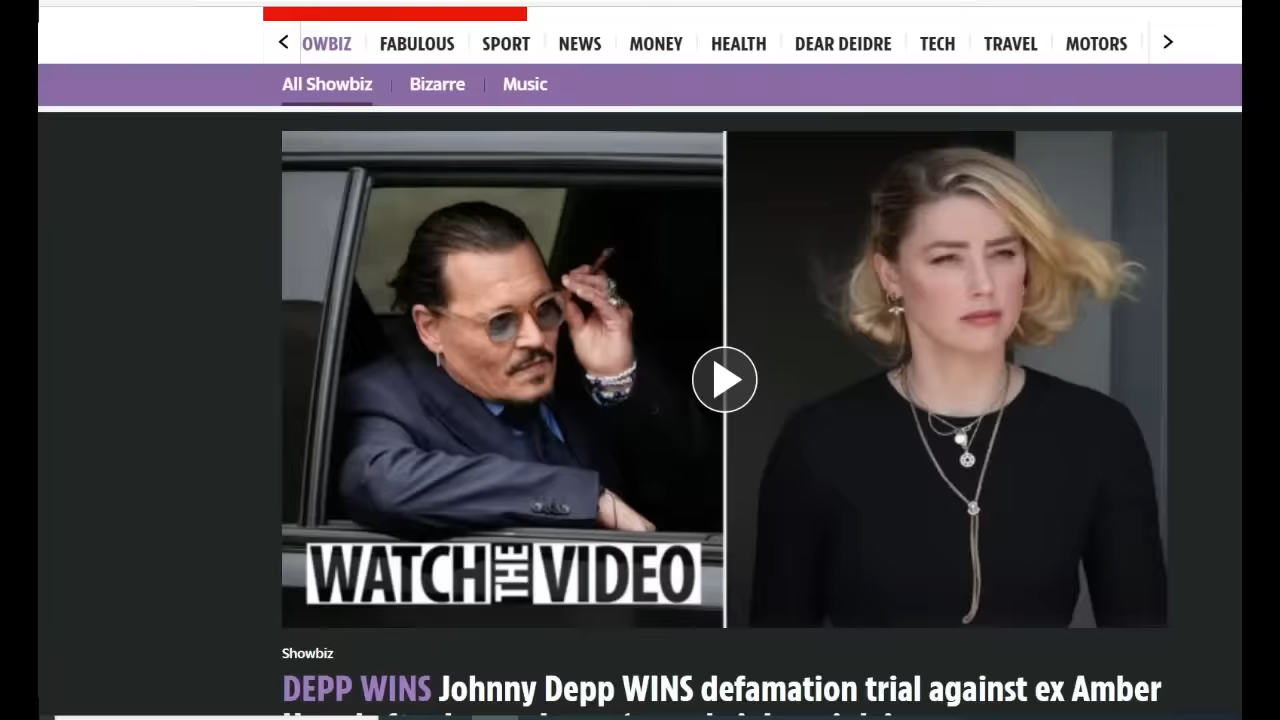 OWBIZ FABULOUS SPORT NEWS MONEY HEALTH DEAR DEIDRE TECH TRAVEL MOTORS
All Showbiz Bizarre Music
WATCH THE VIDEO
Showbiz
DEPP WINS Johnny Depp WINS defamation trial against ex Amber